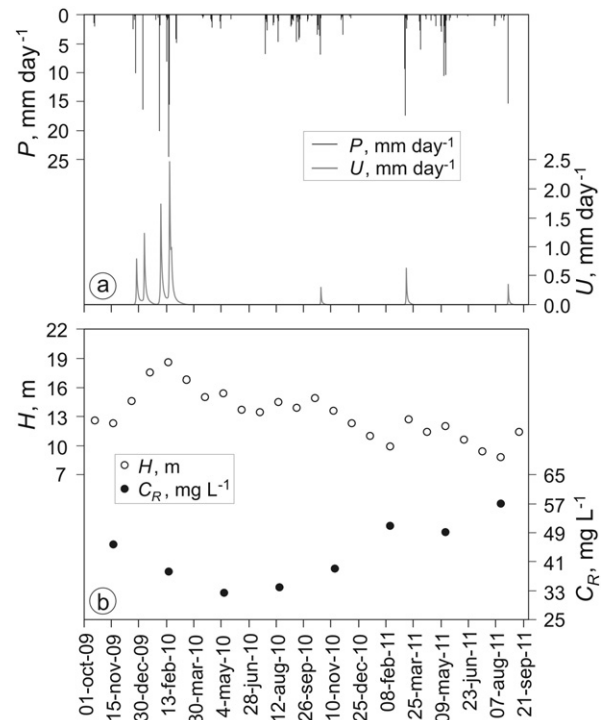 0
5
10
15
20
25
P, mm day-1
P, mm day-1
U, mm day-1
2.5
2.0
1.5
1.0
0.5
0.0
U, mm day-1
a
22
19
16
13
10
7
H, m
H, m
CR, mg L-1
65
57
49
41
33
25
CR, mg L-1
b
01-oct-09
15-nov-09
30-dec-09
13-feb-10
30-mar-10
4-may-10
28-jun-10
12-aug-10
26-sep-10
10-nov-10
25-dec-10
08-feb-11
25-mar-11
09-may-11
23-jun-11
07-aug-11
21-sep-11